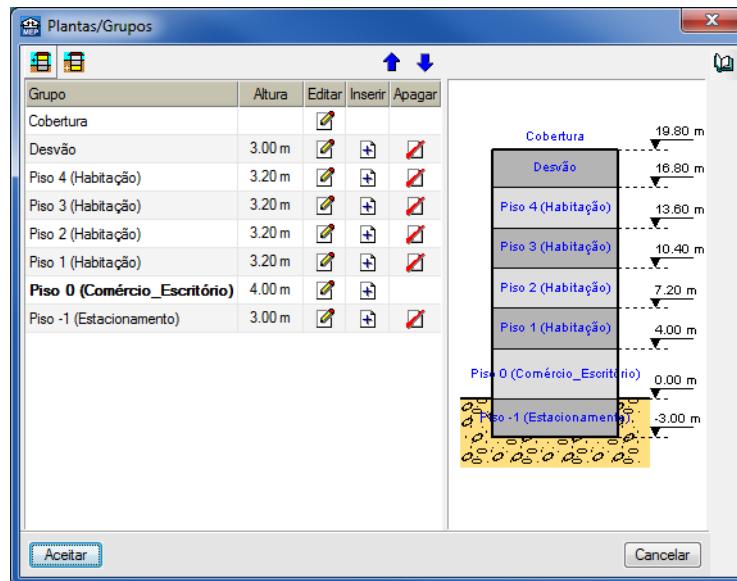 MEP Plantas/Grupos
Grupo Altura Editar Inserir Apagar
Cobertura
Desvão 3.00 m
Piso 4 (Habitação) 3.20 m
Piso 3 (Habitação) 3.20 m
Piso 2 (Habitação) 3.20 m
Piso 1 (Habitação) 3.20 m
Piso 0 (Comércio_Escritório) 4.00 m
Piso -1 (Estacionamento) 3.00 m
Cobertura 19.80 m
Desvão 16.80 m
Piso 4 (Habitação) 13.60 m
Piso 3 (Habitação) 10.40 m
Piso 2 (Habitação) 7.20 m
Piso 1 (Habitação) 4.00 m
Piso 0 (Comércio_Escritório) 0.00 m
Piso -1 (Estacionamento) -3.00 m
Aceitar Cancelar